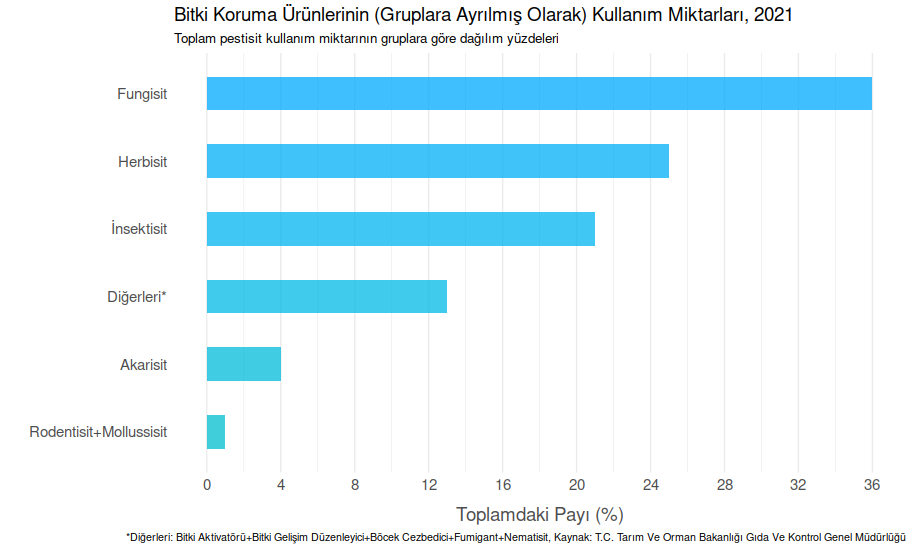 Bitki Koruma Ürünlerinin (Gruplara Ayrılmış Olarak) Kullanım Miktarları, 2021
Toplam pestisit kullanım miktarının gruplara göre dağılım yüzdeleri
Fungisit
Herbisit
İnsektisit
Diğerleri*
Akarisit
Rodentisit+Mollussisit
0 4 8 12 16 20 24 28 32 36
Toplamdaki Payı (%)
*Diğerleri: Bitki Aktivatörü+Bitki Gelişim Düzenleyici+Böcek Cezbedici+Fumigant+Nematisit, Kaynak: T.C. Tarım Ve Orman Bakanlığı Gıda Ve Kontrol Genel Müdürlüğü